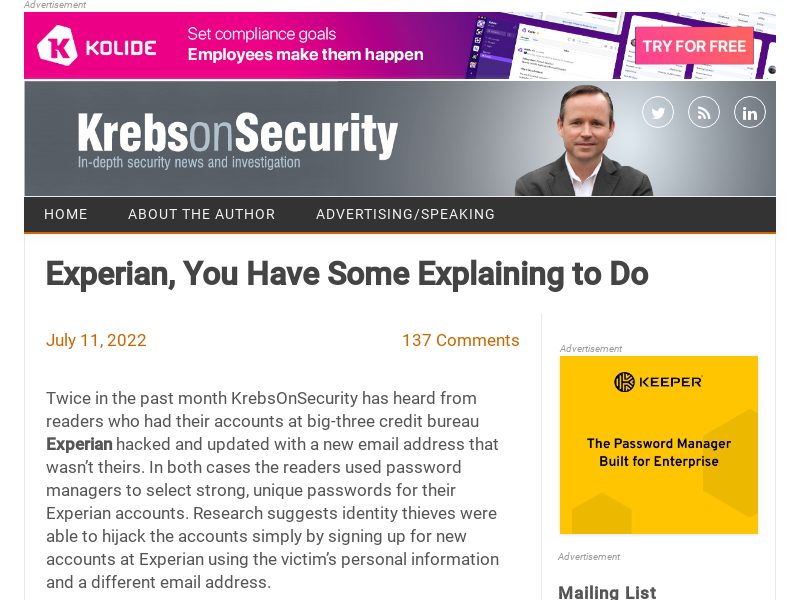 Advertisement
KOLIDE
Set compliance goals
Employees make them happen
TRY FOR FREE
KrebsonSecurity
In-depth security news and investigation
HOME
ABOUT THE AUTHOR
ADVERTISING/SPEAKING
Experian, You Have Some Explaining to Do
July 11, 2022
137 Comments
Twice in the past month KrebsOnSecurity has heard from
readers who had their accounts at big-three credit bureau
Experian hacked and updated with a new email address that
wasn’t theirs. In both cases the readers used password
managers to select strong, unique passwords for their
Experian accounts. Research suggests identity thieves were
able to hijack the accounts simply by signing up for new
accounts at Experian using the victim’s personal information
and a different email address.
Advertisement
KEEPER
The Password Manager
Built for Enterprise
Advertisement
Mailing List